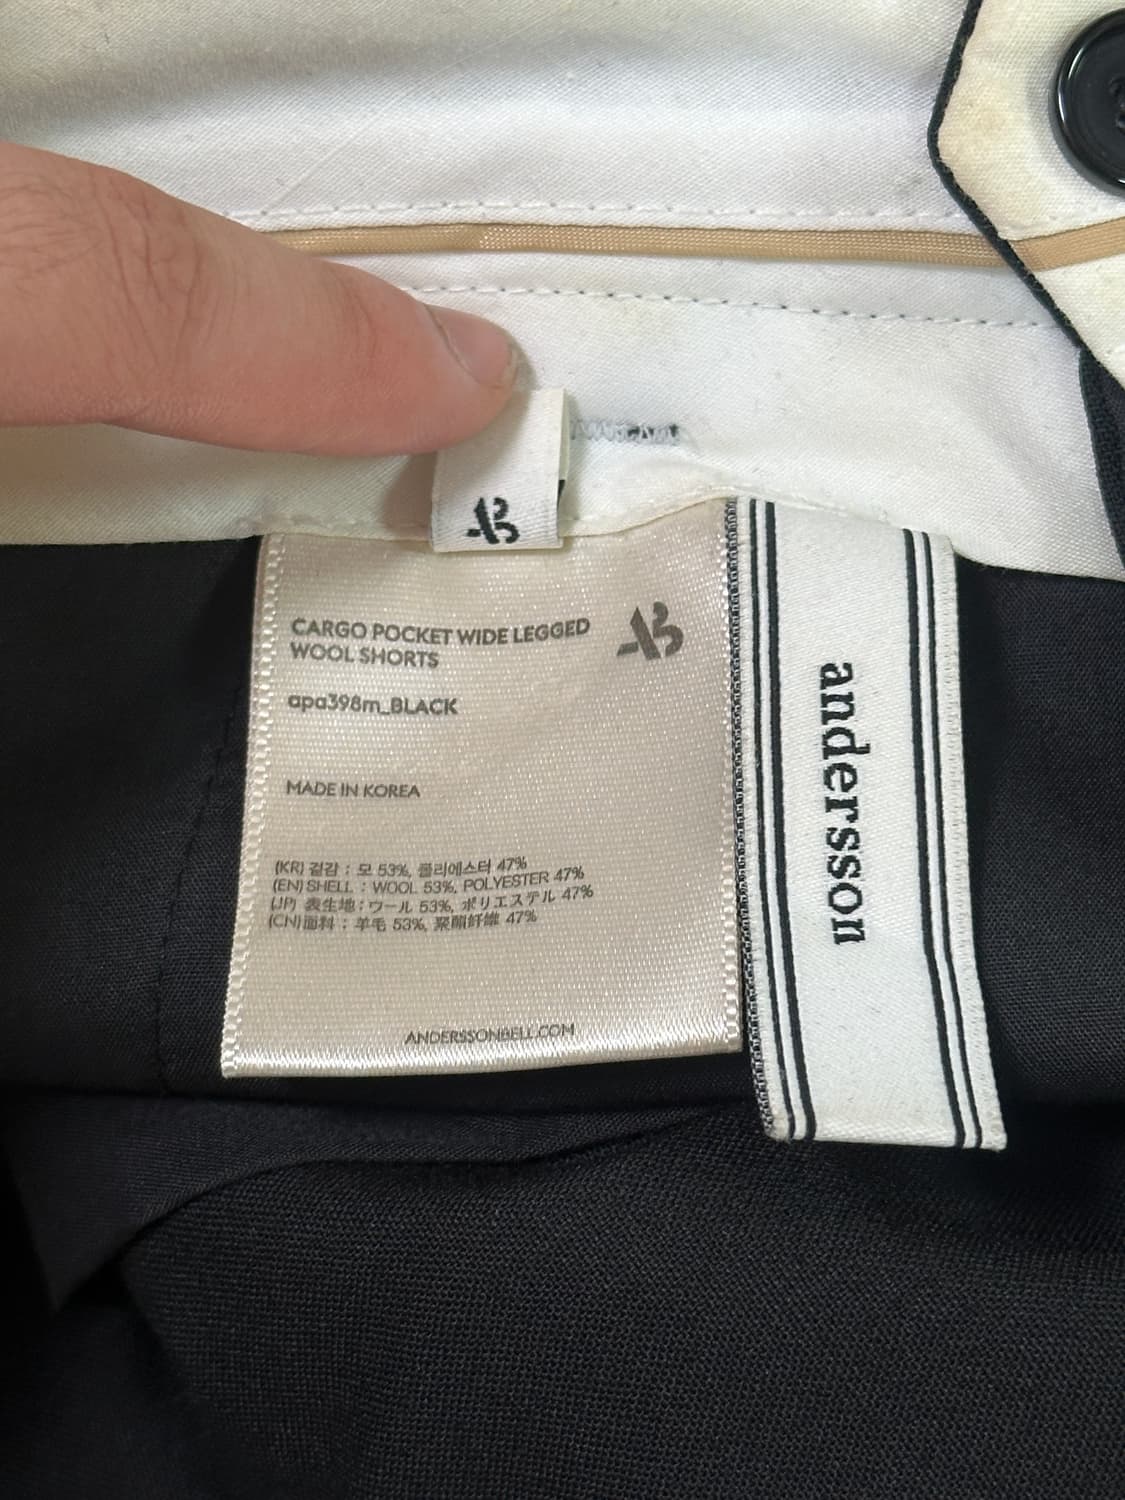 AB
CARGO POCKET WIDE LEGGED
WOOL SHORTS
AB
apa398m_BLACK
MADE IN KOREA
(KR) 겉감 : 모 53%, 폴리에스터 47%
(EN) SHELL : WOOL 53%, POLYESTER 47%
(JP) 表生地 : ウール 53%, ポリエステル 47%
(CN)面料 : 羊毛 53%, 聚酯纤维 47%
ANDERSSONBELL.COM
andersson